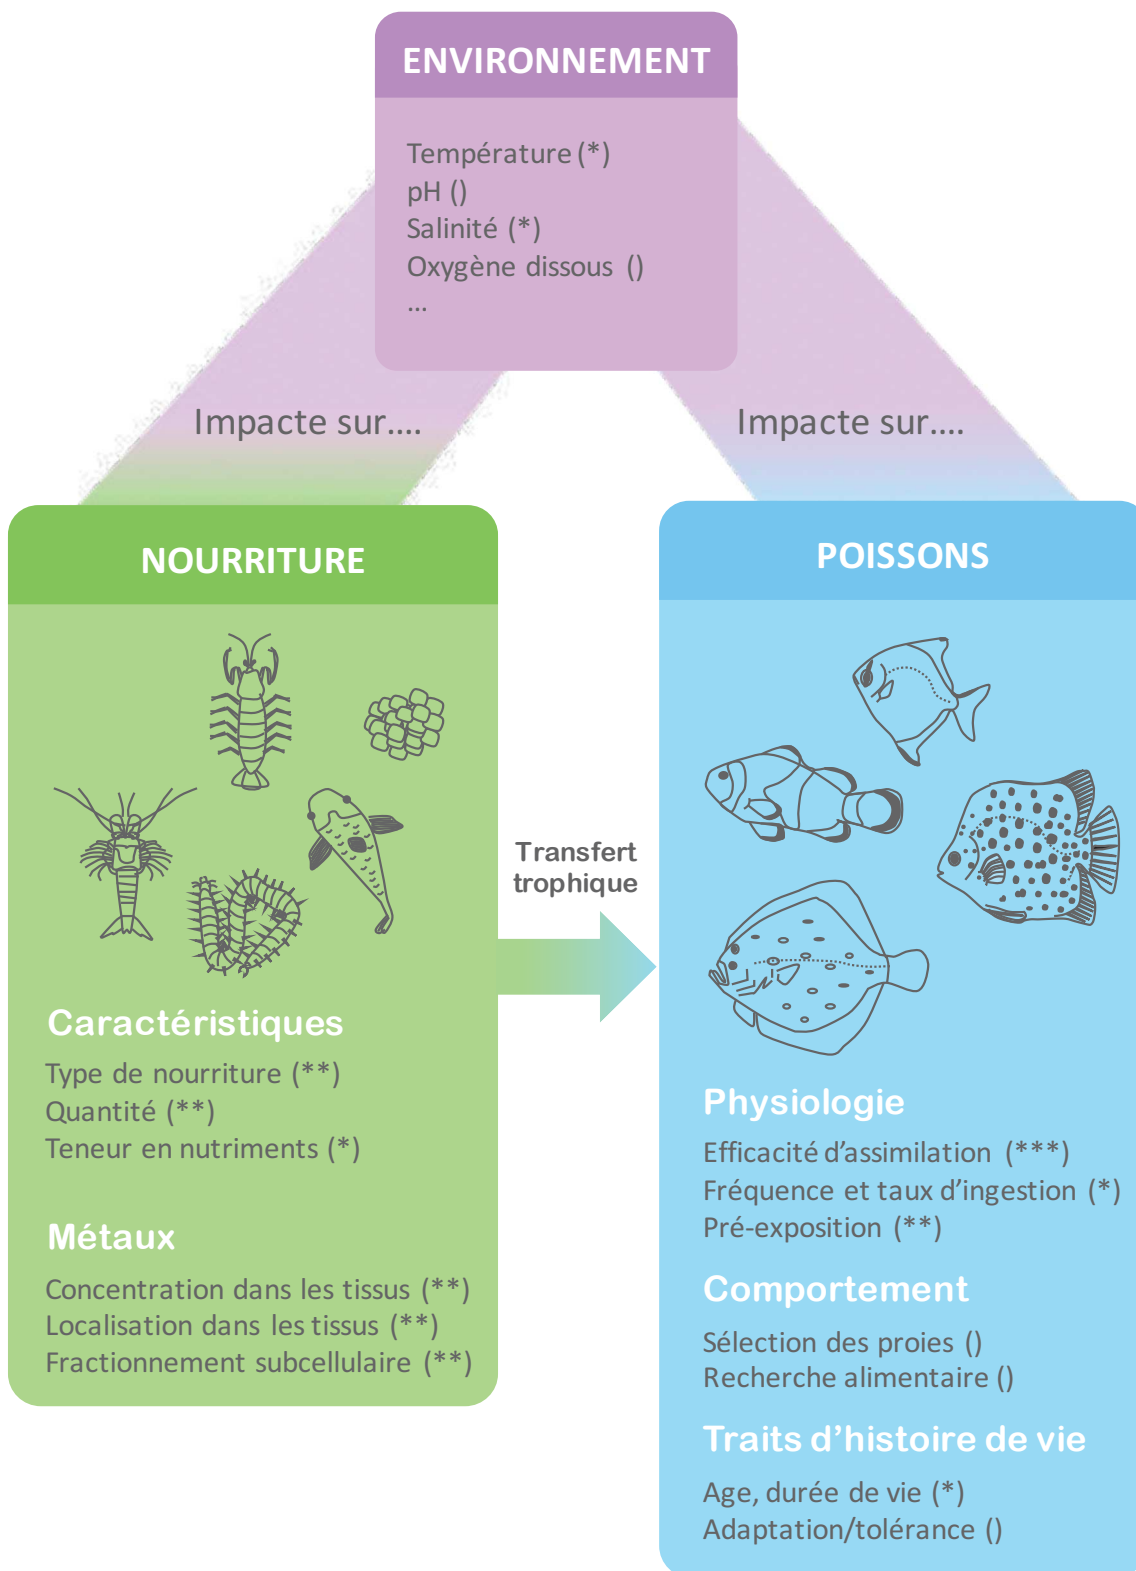 ENVIRONNEMENT
Température (*)
pH ()
Salinité (*)
Oxygène dissous ()
...
Impacte sur....
Impacte sur....
NOURRITURE
Caractéristiques
Type de nourriture (**)
Quantité (**)
Teneur en nutriments (*)
Métaux
Concentration dans les tissus (**)
Localisation dans les tissus (**)
Fractionnement subcellulaire (**)
Transfert
trophique
POISSONS
Physiologie
Efficacité d'assimilation (***)
Fréquence et taux d'ingestion (*)
Pré-exposition (**)
Comportement
Sélection des proies ()
Recherche alimentaire ()
Traits d'histoire de vie
Age, durée de vie (*)
Adaptation/tolérance ()